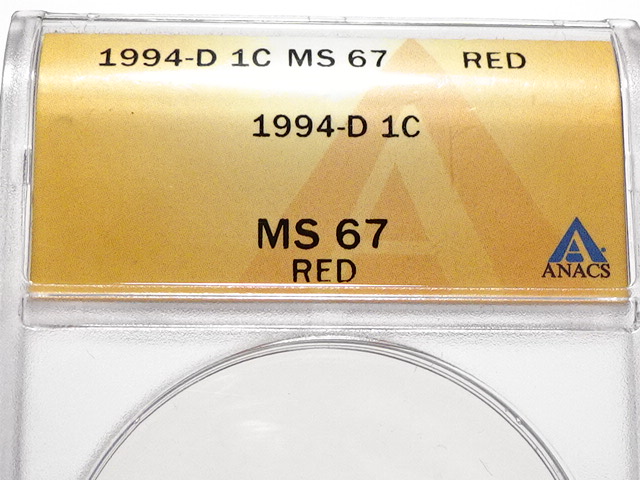 1994-D 1C MS 67 RED
1994-D 1C
MS 67
RED
ANACS